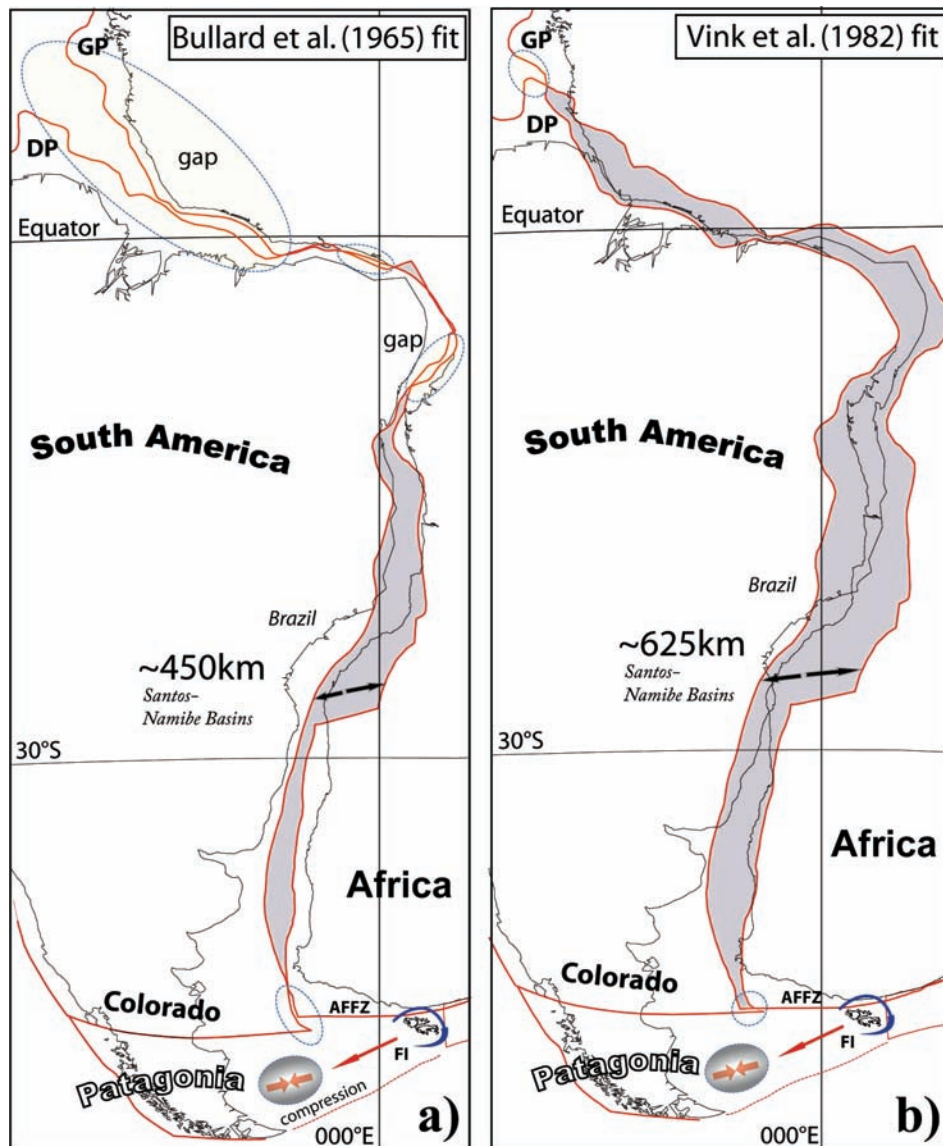 Bullard et al. (1965) fit
GP
DP
gap
Equator
gap
South America
Brazil
~450km
Santos–
Namibe Basins
30°S
Africa
Colorado
AFFZ
FI
Patagonia
compression
000°E
a)
Vink et al. (1982) fit
GP
DP
Equator
South America
Brazil
~625km
Santos–
Namibe Basins
30°S
Africa
Colorado
AFFZ
FI
Patagonia
compression
000°E
b)